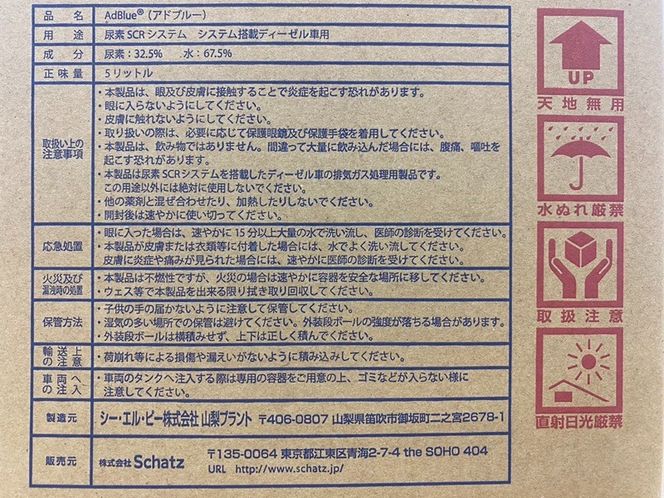 品名 AdBlue®（アドブルー）
用途 尿素SCRシステム システム搭載ディーゼル車用
成分 尿素：32.5% 水：67.5%
正味量 5リットル
取扱い上の
注意事項
・本製品は、眼及び皮膚に接触することで炎症を起こす恐れがあります。
・眼に入らないようにしてください。
・皮膚に触れないようにしてください。
・取り扱いの際は、必要に応じて保護眼鏡及び保護手袋を着用してください。
・本製品は、飲み物ではありません。間違って大量に飲み込んだ場合には、腹痛、嘔吐を
起こす恐れがあります。
・本製品は尿素SCRシステムを搭載したディーゼル車の排気ガス処理用製品です。
この用途以外には絶対に使用しないでください。
・他の薬剤と混ぜ合わせたり、加熱したりしないでください。
・開封後は速やかに使い切ってください。
応急処置
・眼に入った場合は、速やかに15分以上大量の水で洗い流し、医師の診断を受けてください。
・本製品が皮膚または衣類等に付着した場合には、水でよく洗い流してください。
皮膚に炎症や痛みが見られた場合には、速やかに医師の診断を受けてください。
火災及び
漏洩時の処置
・本製品は不燃性ですが、火災の場合は速やかに容器を安全な場所に移してください。
・ウェス等で本製品を出来る限り拭き取り回収してください。
保管方法
・子供の手の届かないように注意して保管してください。
・湿気の多い場所での保管は避けてください。外装段ボールの強度が落ちる場合があります。
・外装段ボールは横積みせず、上下は正しく積んでください。
輸送上
の注意
・荷崩れ等による損傷や漏えいがないように積み込みしてください。
車両へ
の注入
・車両のタンクへ注入する際は専用の容器をご用意の上、ゴミなどが入らない様に
注意してください。
製造元 シー・エル・ビー株式会社 山梨プラント 〒406-0807 山梨県笛吹市御坂町二之宮2678-1
販売元 株式会社 Schatz
〒135-0064 東京都江東区青海2-7-4 the SOHO 404
URL http://www.schatz.jp/
UP
天地無用
水ぬれ厳禁
取扱注意
直射日光厳禁